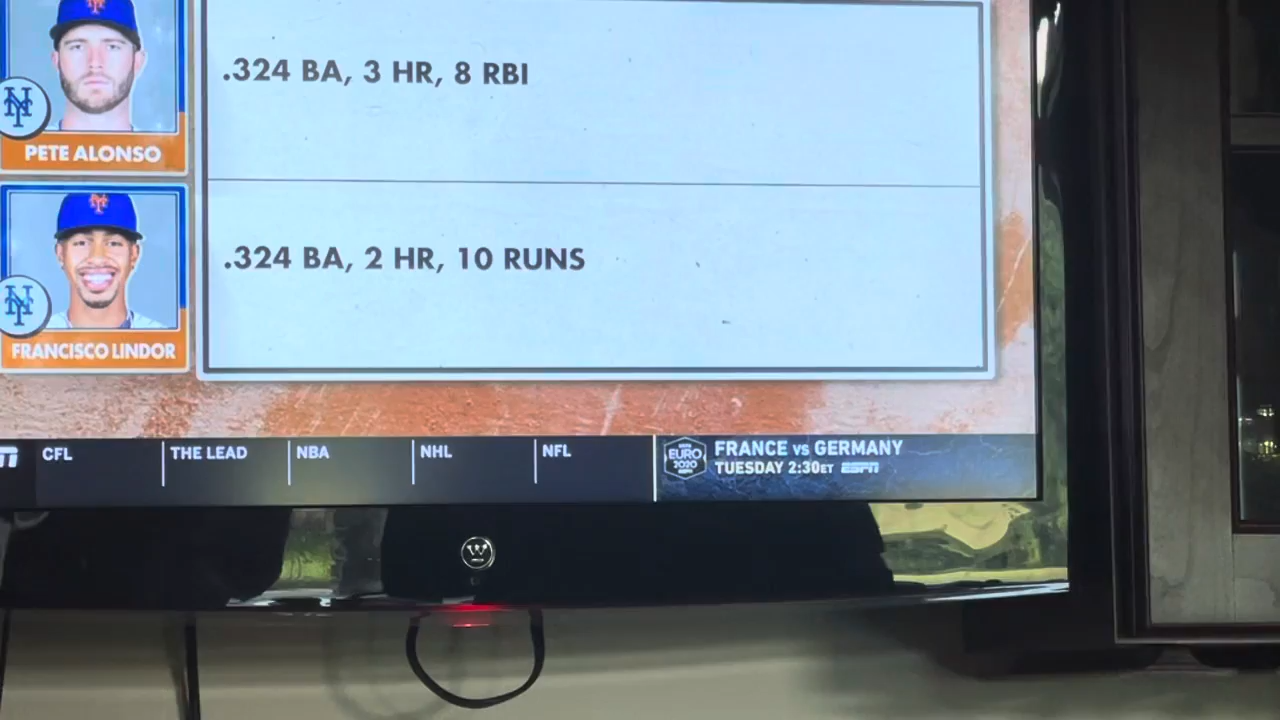 .324 BA, 3 HR, 8 RBI
PETE ALONSO
.324 BA, 2 HR, 10 RUNS
FRANCISCO LINDOR
CFL
THE LEAD
NBA
NHL
NFL
EURO
2020
FRANCE vs GERMANY
TUESDAY 2:30ET ESPN
W